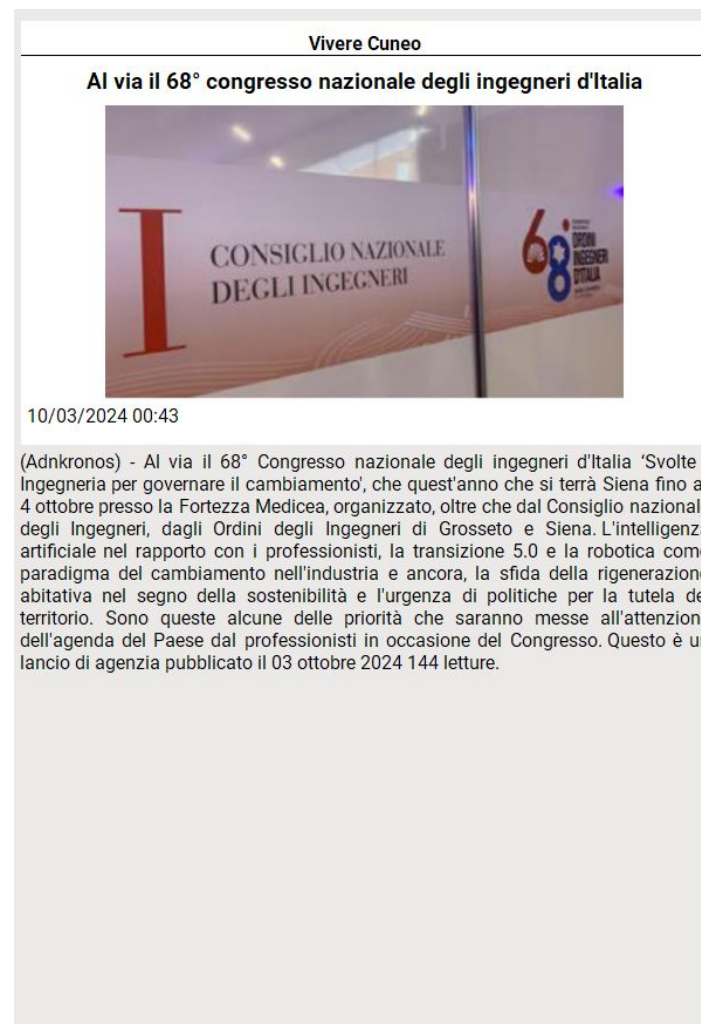 Vivere Cuneo
Al via il 68° congresso nazionale degli ingegneri d'Italia
I CONSIGLIO NAZIONALE
DEGLI INGEGNERI
68°
ORDINI
INGEGNERI
D'ITALIA
10/03/2024 00:43
(Adnkronos) - Al via il 68° Congresso nazionale degli ingegneri d'Italia ‘Svolte
Ingegneria per governare il cambiamento', che quest'anno che si terrà Siena fino a
4 ottobre presso la Fortezza Medicea, organizzato, oltre che dal Consiglio nazional
degli Ingegneri, dagli Ordini degli Ingegneri di Grosseto e Siena. L'intelligenz
artificiale nel rapporto con i professionisti, la transizione 5.0 e la robotica com
paradigma del cambiamento nell'industria e ancora, la sfida della rigenerazion
abitativa nel segno della sostenibilità e l'urgenza di politiche per la tutela de
territorio. Sono queste alcune delle priorità che saranno messe all'attenzion
dell'agenda del Paese dal professionisti in occasione del Congresso. Questo è u
lancio di agenzia pubblicato il 03 ottobre 2024 144 letture.